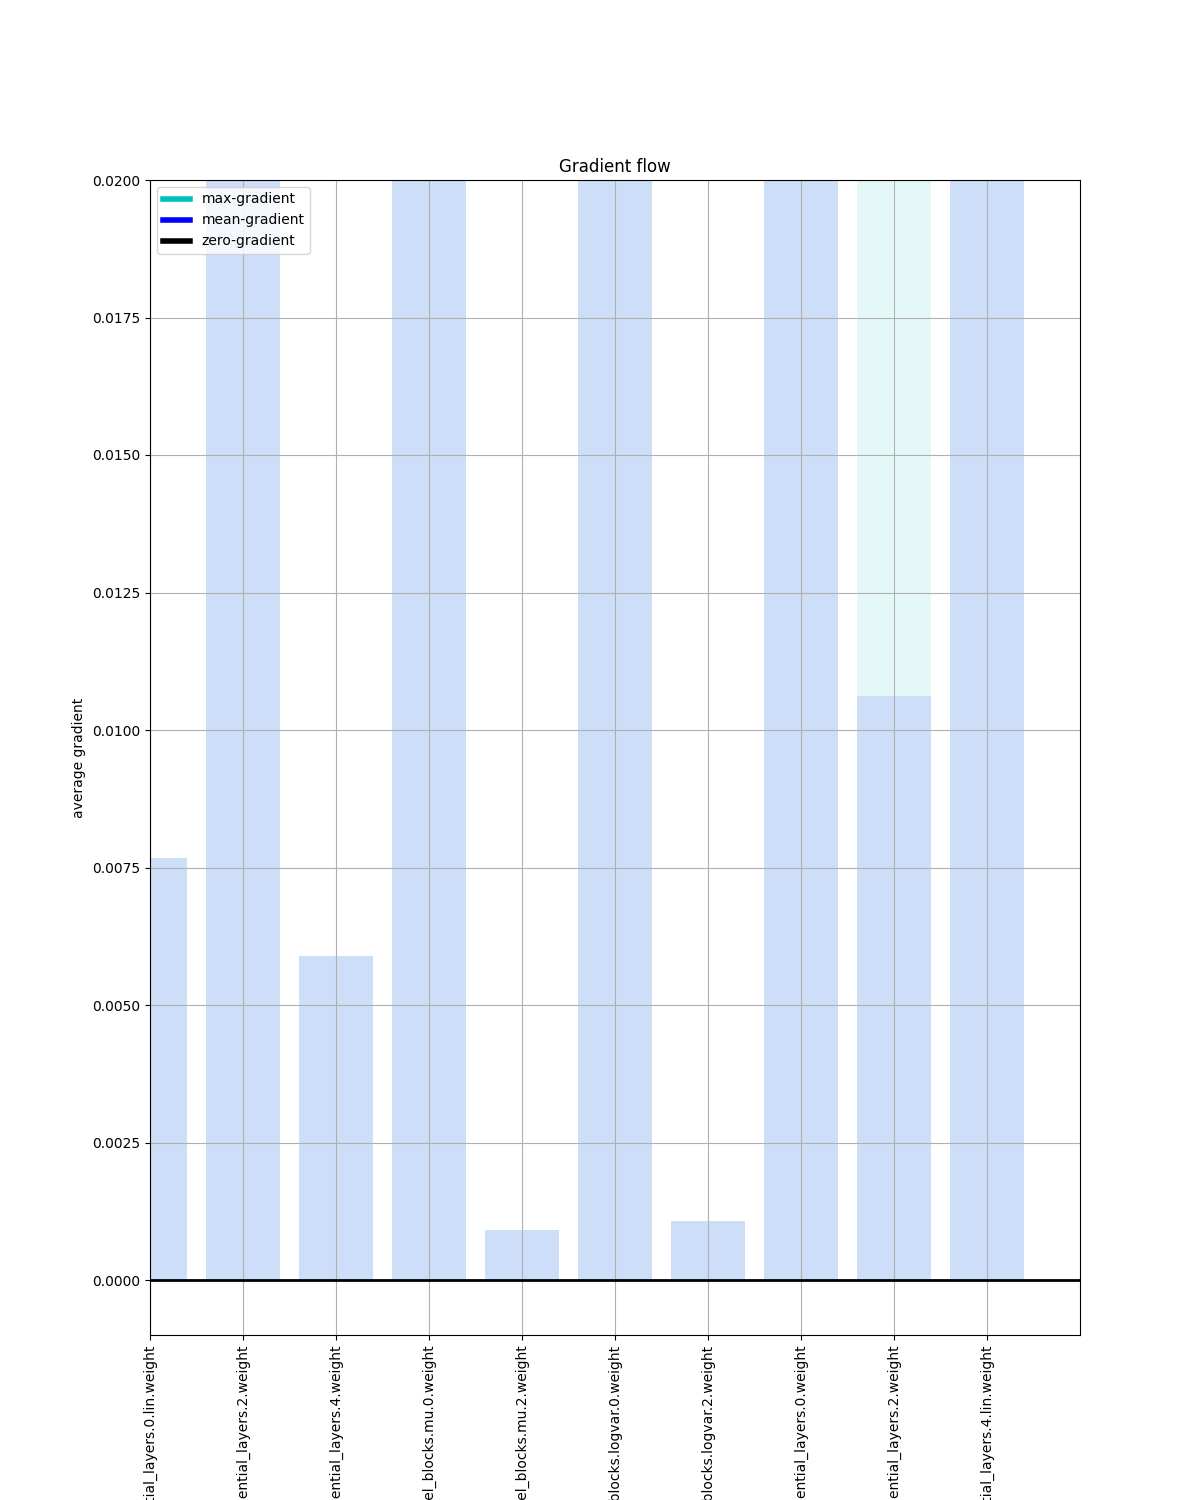 Gradient flow
max-gradient
mean-gradient
zero-gradient
0.0200
0.0175
0.0150
0.0125
0.0100
0.0075
0.0050
0.0025
0.0000
average gradient
tial_layers.0.lin.weight
ential_layers.2.weight
ential_layers.4.weight
el_blocks.mu.0.weight
el_blocks.mu.2.weight
blocks.logvar.0.weight
blocks.logvar.2.weight
ential_layers.0.weight
ential_layers.2.weight
tial_layers.4.lin.weight